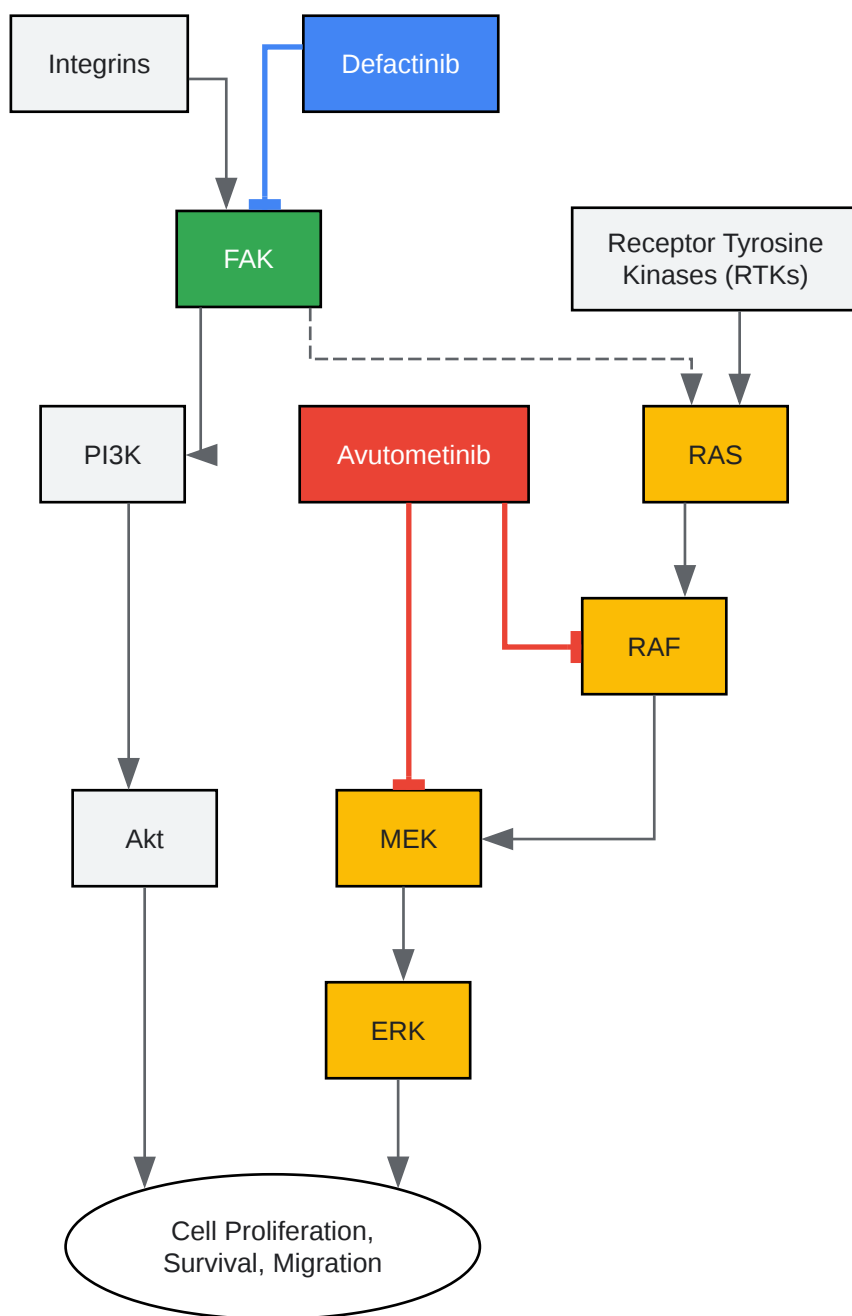 Integrins
Defactinib
FAK
Receptor Tyrosine
Kinases (RTKs)
PI3K
Avutometinib
RAS
RAF
Akt
MEK
ERK
Cell Proliferation,
Survival, Migration